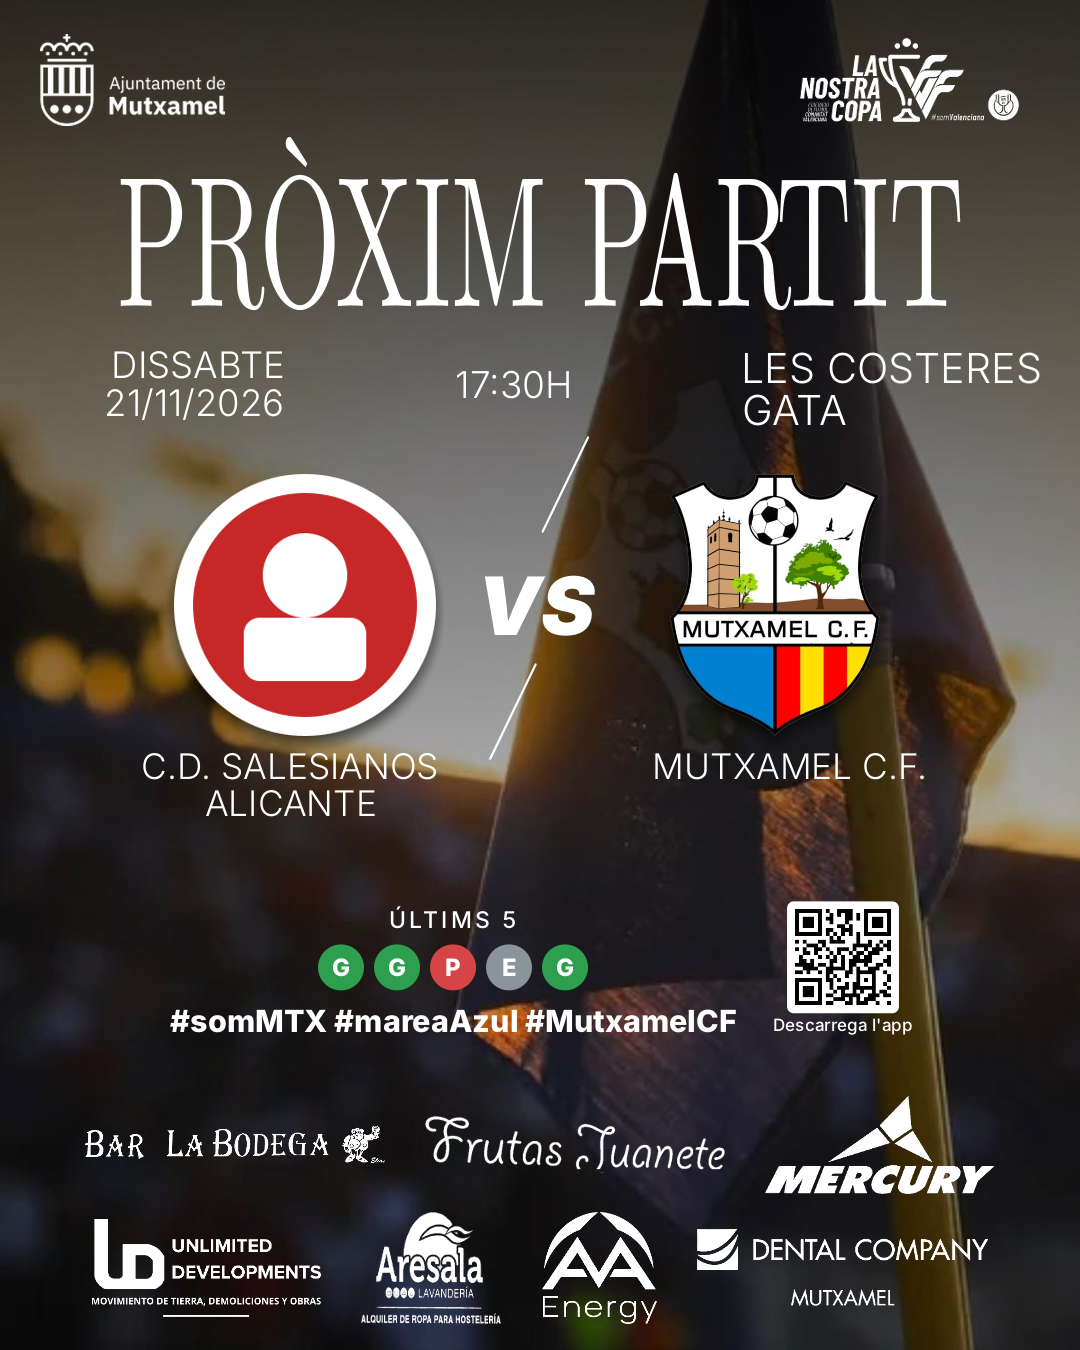 Ajuntament de
Mutxamel
LA
NOSTRA
COPA
#somValenciana
PRÒXIM PARTIT
DISSABTE
21/11/2026
17:30H
LES COSTERES
GATA
VS
MUTXAMEL C.F.
C.D. SALESIANOS
ALICANTE
MUTXAMEL C.F.
ÚLTIMS 5
G G P E G
#somMTX #mareaAzul #MutxamelCF
Descarrega l'app
BAR LA BODEGA
Frutas Juanete
MERCURY
UNLIMITED
DEVELOPMENTS
MOVIMIENTO DE TIERRA, DEMOLICIONES Y OBRAS
Aresala
LAVANDERÍA
ALQUILER DE ROPA PARA HOSTELERÍA
Energy
DENTAL COMPANY
MUTXAMEL